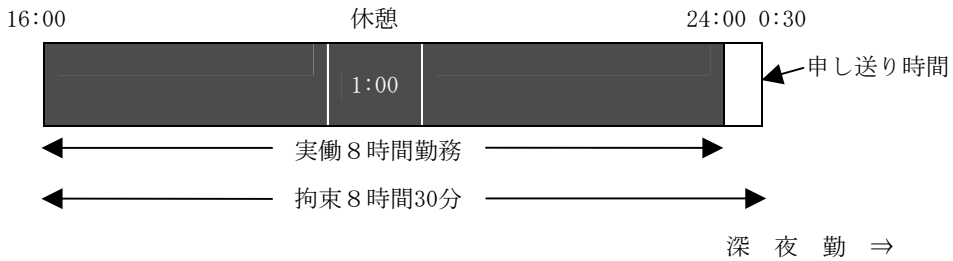 16:00 休憩 24:00 0:30
申し送り時間
1:00
実働８時間勤務
拘束８時間30分
深 夜 勤 ⇒